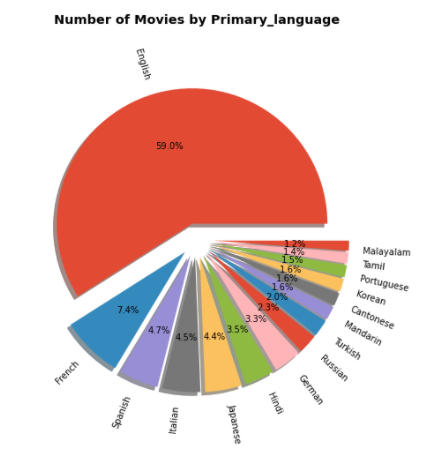 Number of Movies by Primary_language
English
59.0%
7.4%
French
4.7%
Spanish
4.5%
Italian
4.4%
Japanese
3.5%
Hindi
3.3%
German
2.3%
Russian
2.0%
Turkish
1.6%
Mandarin
1.6%
Cantonese
1.6%
Korean
1.5%
Portuguese
1.4%
Tamil
1.2%
Malayalam